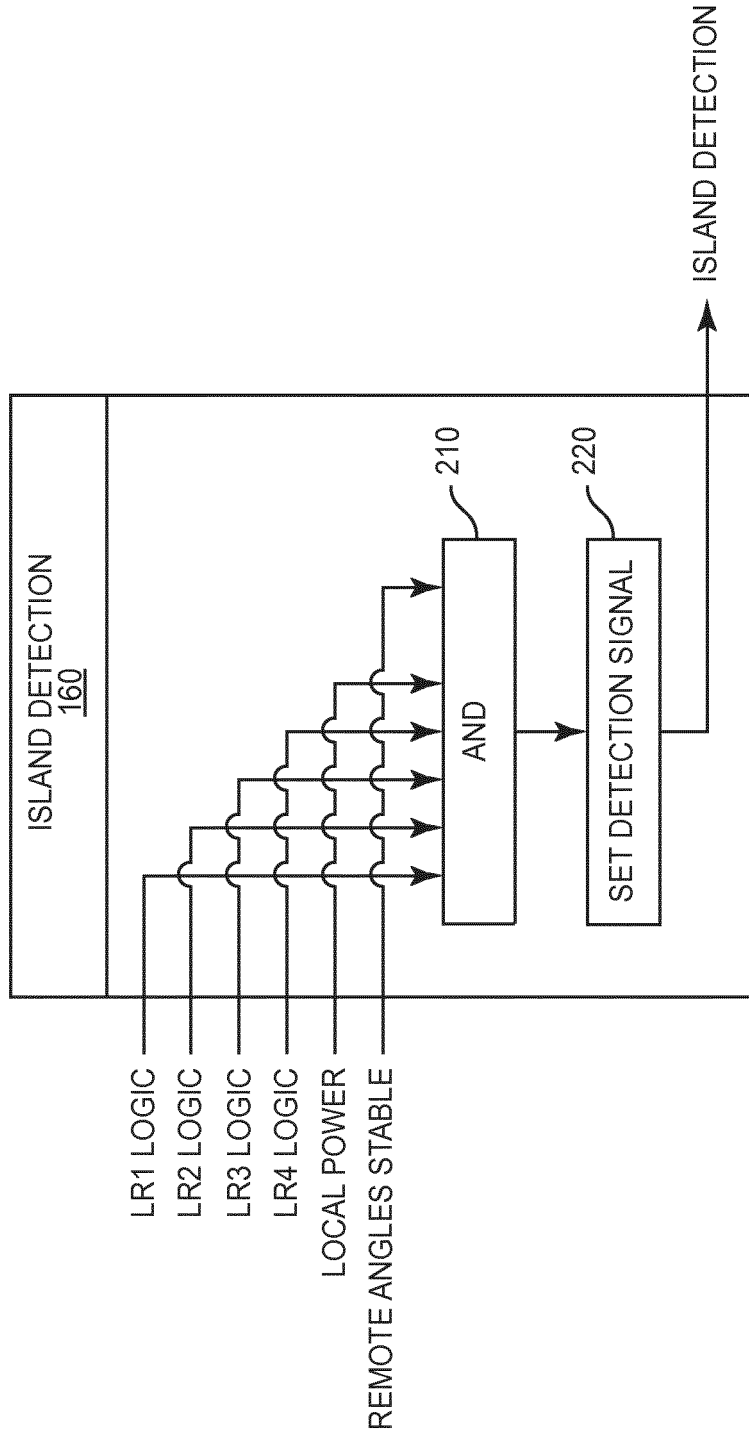 ISLAND DETECTION
160
LR1 LOGIC
LR2 LOGIC
LR3 LOGIC
LR4 LOGIC
LOCAL POWER
REMOTE ANGLES STABLE
AND
210
SET DETECTION SIGNAL
220
ISLAND DETECTION